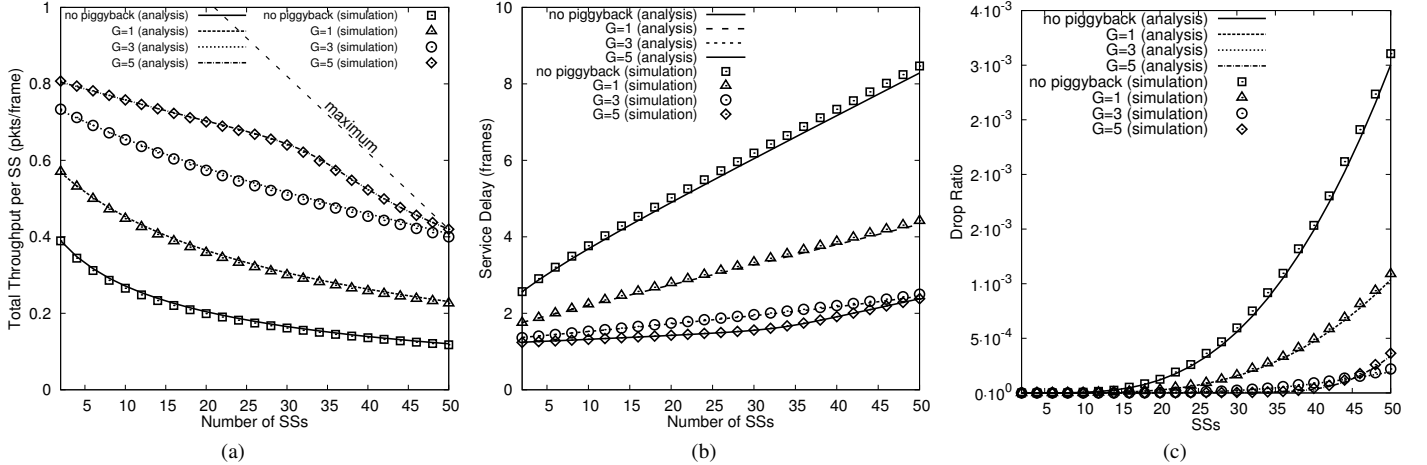 Total Throughput per SS (pkts/frame)
1
0.8
0.6
0.4
0.2
0
no piggyback (analysis)
G=1 (analysis)
G=3 (analysis)
G=5 (analysis)
no piggyback (simulation)
G=1 (simulation)
G=3 (simulation)
G=5 (simulation)
maximum
5 10 15 20 25 30 35 40 45 50
Number of SSs
(a)
Service Delay (frames)
10
8
6
4
2
0
no piggyback (analysis)
G=1 (analysis)
G=3 (analysis)
G=5 (analysis)
no piggyback (simulation)
G=1 (simulation)
G=3 (simulation)
G=5 (simulation)
5 10 15 20 25 30 35 40 45 50
Number of SSs
(b)
Drop Ratio
4·10-3
3·10-3
3·10-3
2·10-3
2·10-3
1·10-3
5·10-4
0·100
no piggyback (analysis)
G=1 (analysis)
G=3 (analysis)
G=5 (analysis)
no piggyback (simulation)
G=1 (simulation)
G=3 (simulation)
G=5 (simulation)
5 10 15 20 25 30 35 40 45 50
SSs
(c)